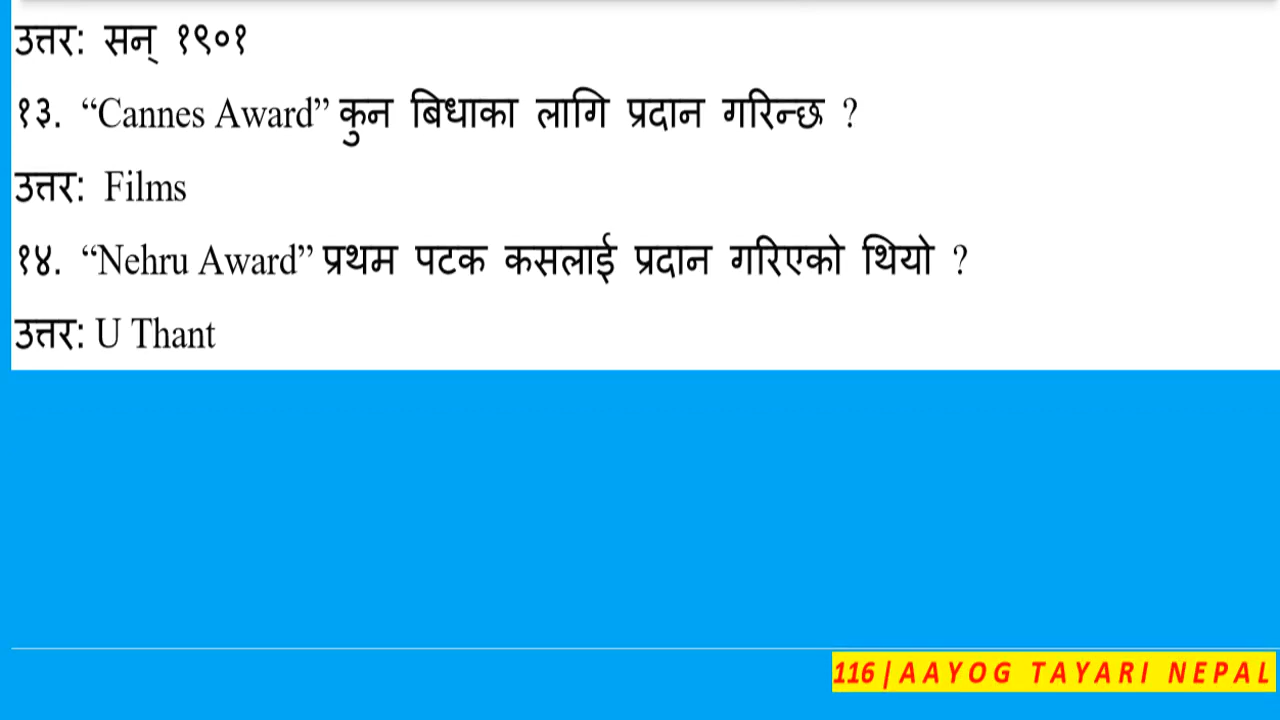 उत्तर: सन् १९०१
१३. “Cannes Award” कुन बिधाका लागि प्रदान गरिन्छ ?
उत्तर: Films
१४. “Nehru Award” प्रथम पटक कसलाई प्रदान गरिएको थियो ?
उत्तर: U Thant
116 | AAYOG TAYARI NEPAL